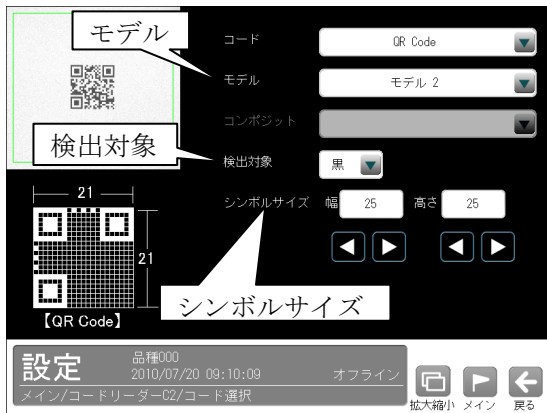 モデル
コード
QR Code
モデル
モデル 2
コンポジット
検出対象
検出対象
黒
21
シンボルサイズ
幅
25
高さ
25
21
シンボルサイズ
【QR Code】
設定
品種000
2010/07/20 09:10:09
オフライン
メイン/コードリーダーC2/コード選択
拡大縮小
メイン
戻る